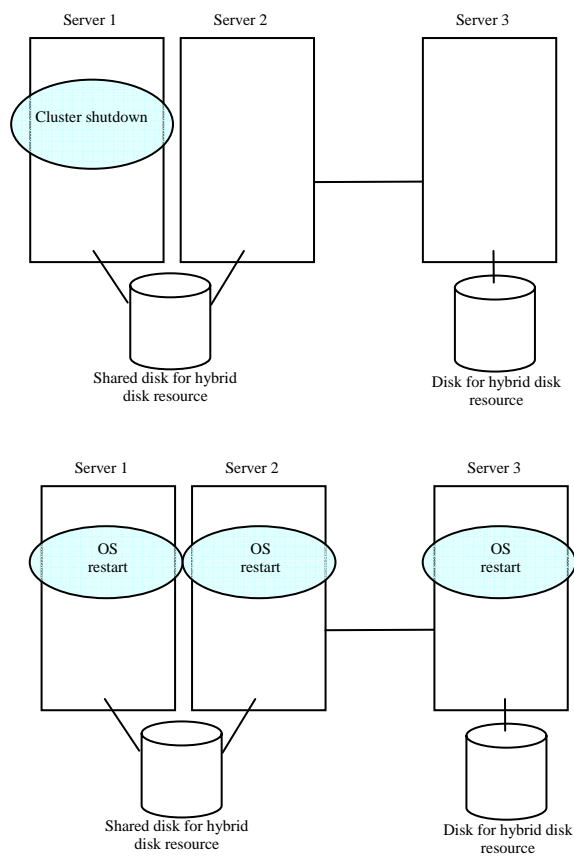 Server 1
Server 2
Server 3
Cluster shutdown
Shared disk for hybrid
disk resource
Disk for hybrid disk
resource
Server 1
Server 2
Server 3
OS
restart
OS
restart
OS
restart
Shared disk for hybrid
disk resource
Disk for hybrid disk
resource